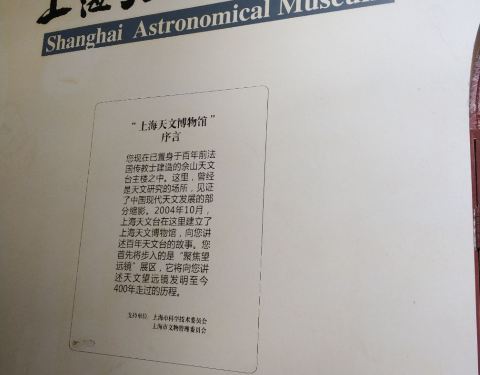 上海天
Shanghai Astronomical Museum
“上海天文博物馆”
序言
您现在已置身于百年前法
国传教士建造的佘山天文
台主楼之中。这里，曾经
是天文研究的场所，见证
了中国现代天文发展的部
分缩影。2004年10月，
上海天文台在这里建立了
上海天文博物馆，向您讲
述百年天文台的故事。您
首先将步入的是“聚焦望
远镜”展区，它将向您讲
述天文望远镜发明至今
400年走过的历程。
支持单位：上海市科学技术委员会
上海市文物管理委员会